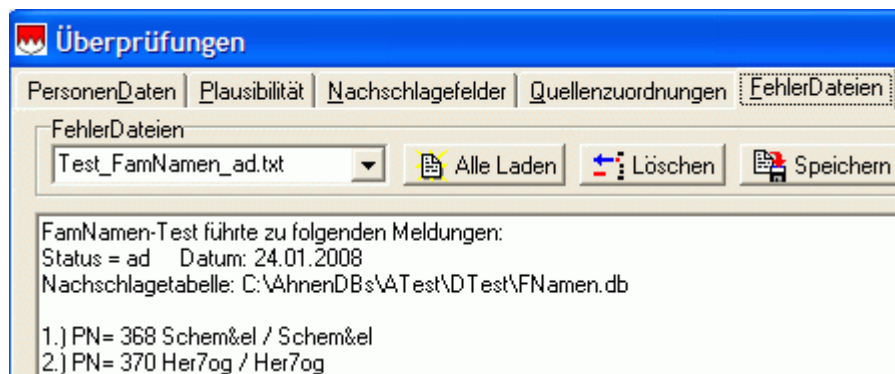 Überprüfungen
PersonenDaten Plausibilität Nachschlagefelder Quellenzuordnungen FehlerDateien
FehlerDateien
Test_FamNamen_ad.txt Alle Laden Löschen Speichern
FamNamen-Test führte zu folgenden Meldungen:
Status = ad Datum: 24.01.2008
Nachschlagetabelle: C:\AhnenDBs\ATest\DTest\FNamen.db
1.) PN= 368 Schem&el / Schem&el
2.) PN= 370 Her7og / Her7og